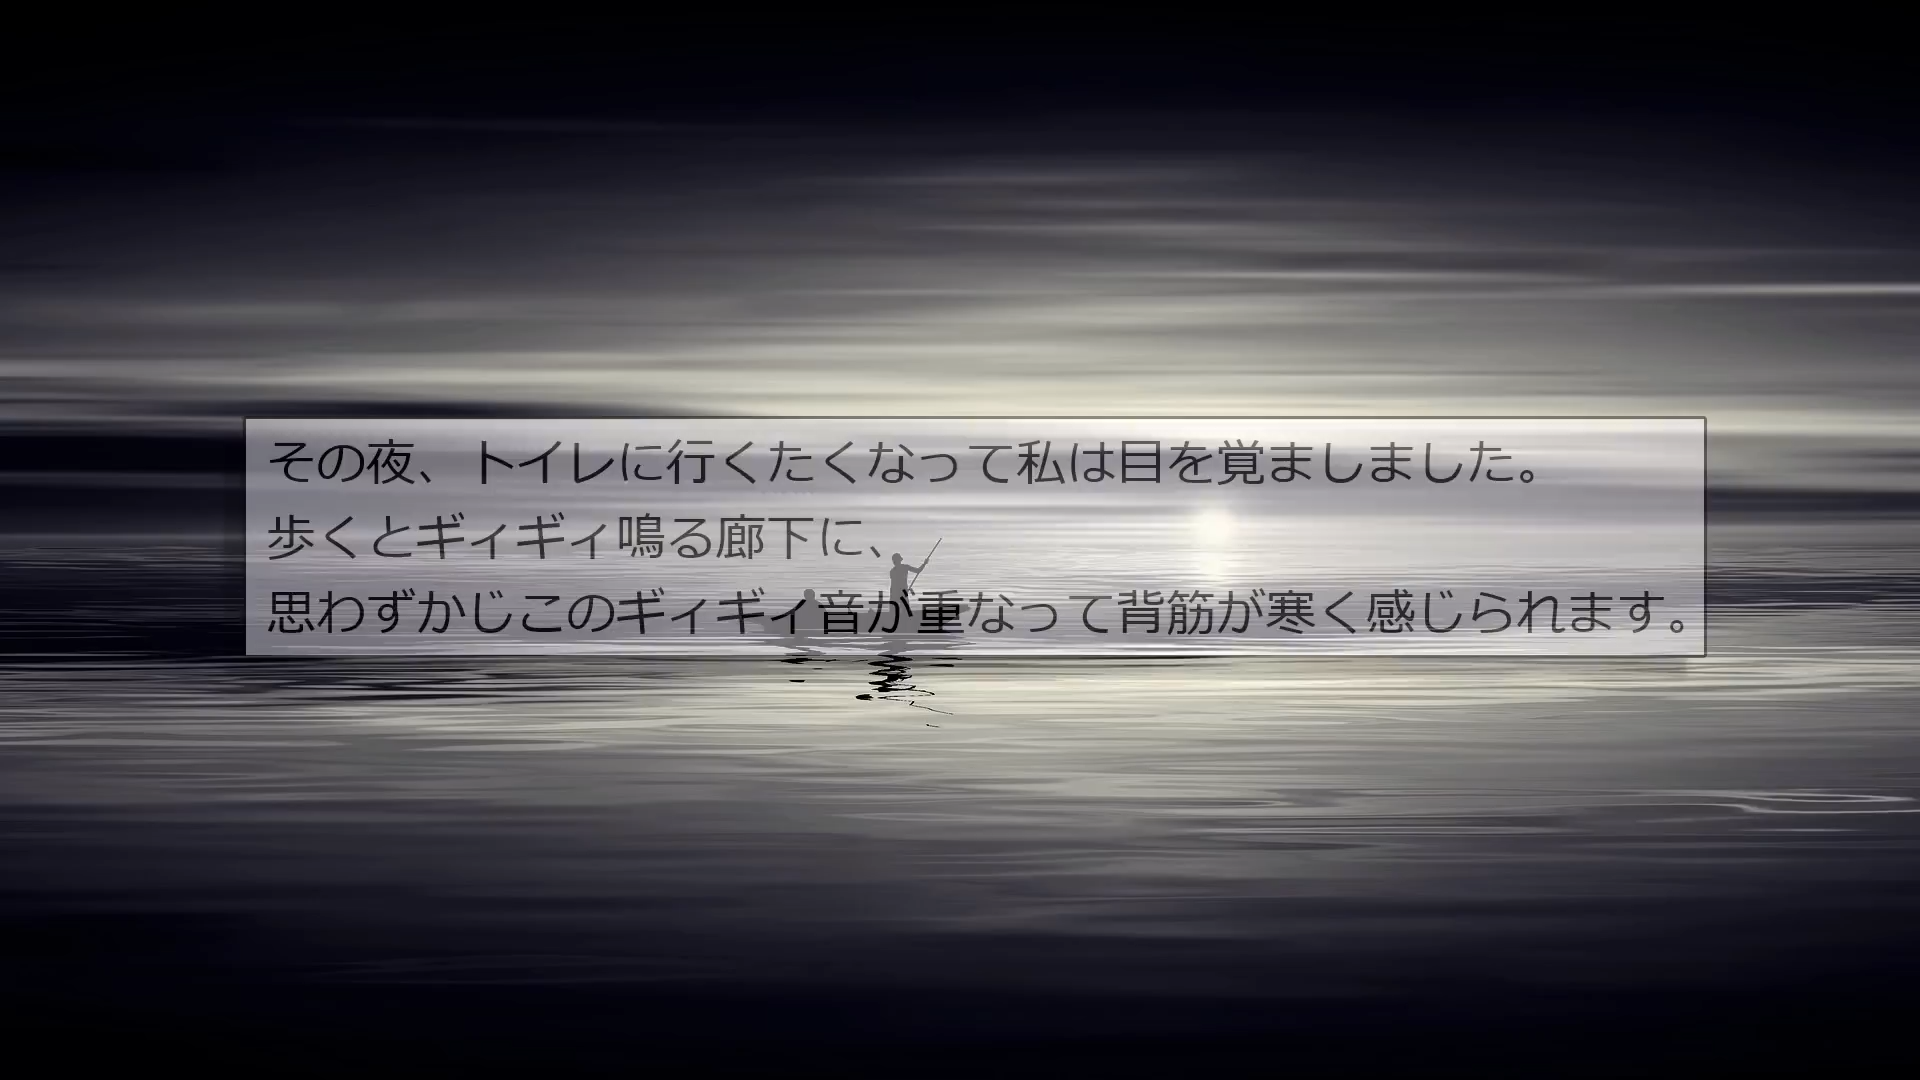 その夜、トイレに行くたくなって私は目を覚ましました。
歩くとギィギィ鳴る廊下に、
思わずかじこのギィギィ音が重なって背筋が寒く感じられます。